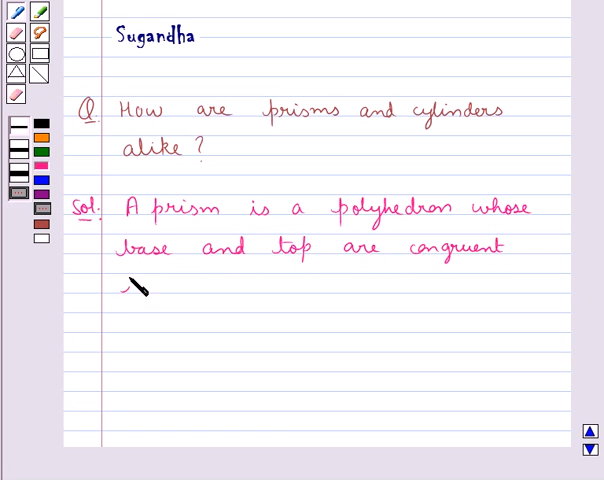 Sugandha
Q. How are prisms and cylinders
alike?
Sol: A prism is a polyhedron whose
base and top are congruent